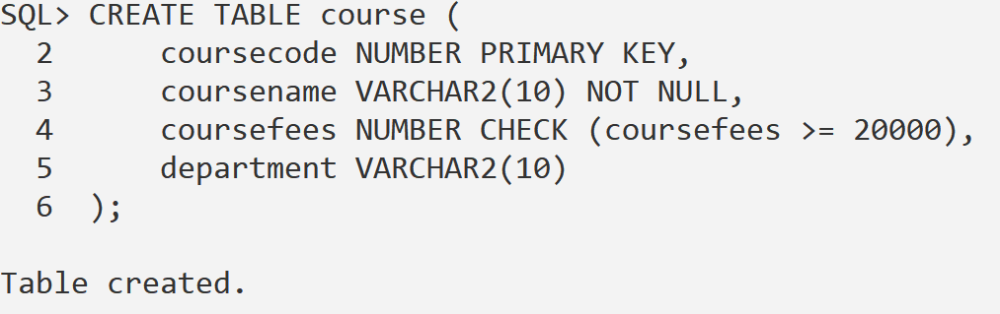 SQL> CREATE TABLE course (
  2      coursecode NUMBER PRIMARY KEY,
  3      coursename VARCHAR2(10) NOT NULL,
  4      coursefees NUMBER CHECK (coursefees >= 20000),
  5      department VARCHAR2(10)
  6  );
Table created.